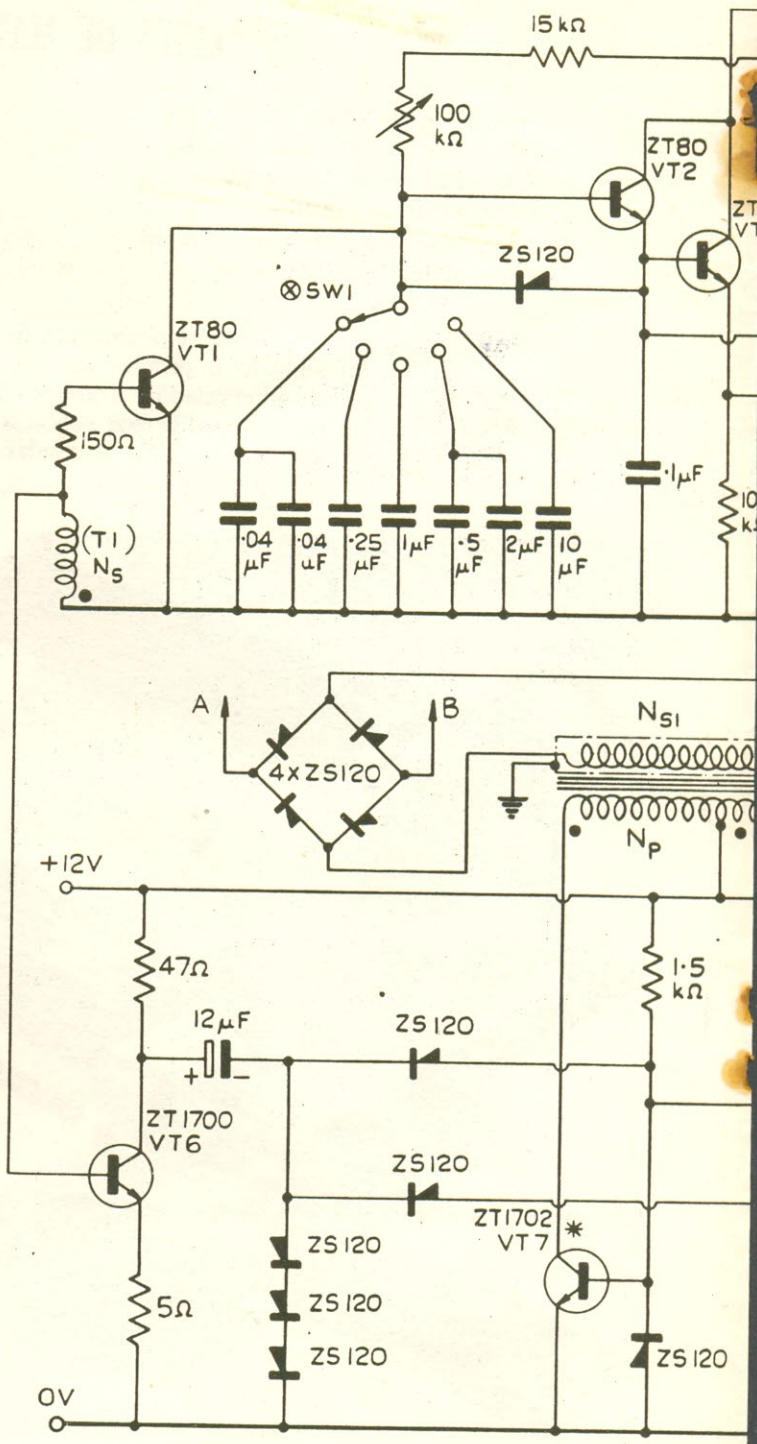 15 kΩ
100
kΩ
ZT80
VT2
ZS120
⊗ SW1
ZT80
VT1
150Ω
(T1)
NS
·1μF
·04
μF
·04
uF
·25
μF
1μF
·5
μF
2μF
10
μF
A
B
4 x ZS120
NS1
NP
+12V
47Ω
1·5
kΩ
12μF
+ −
ZS120
ZT1700
VT6
ZS120
ZT1702 *
VT7
ZS120
ZS120
5Ω
ZS120
ZS120
0V